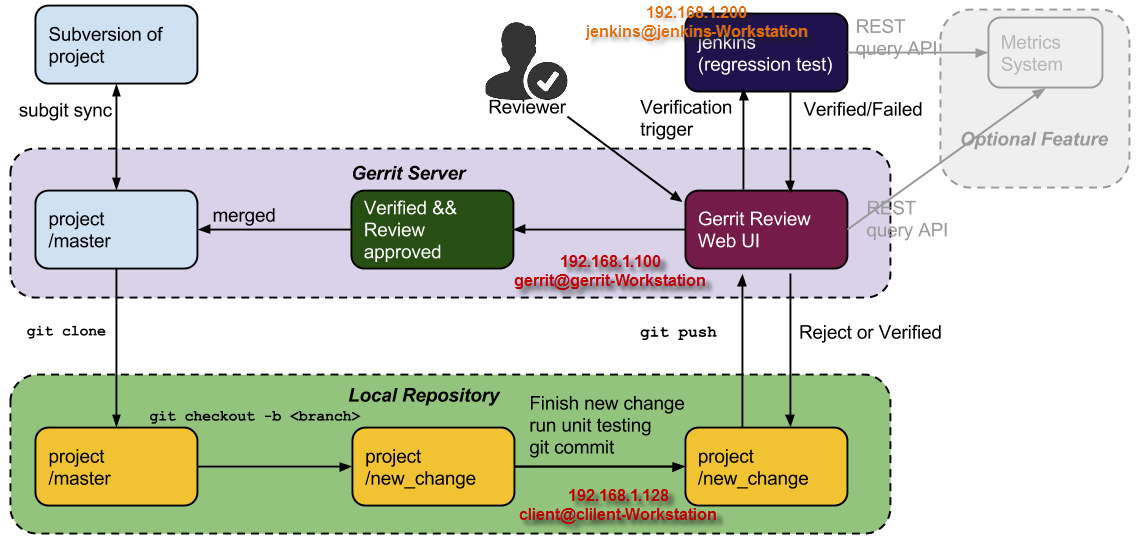 192.168.1.200
jenkins@jenkins-Workstation
Subversion of
project
jenkins
(regression test)
REST
query API
Metrics
System
subgit sync
Reviewer
Verification
trigger
Verified/Failed
Optional Feature
Gerrit Server
project
/master
merged
Verified &&
Review
approved
Gerrit Review
Web UI
REST
query API
192.168.1.100
gerrit@gerrit-Workstation
git clone
git push
Reject or Verified
Local Repository
git checkout -b <branch>
Finish new change
run unit testing
git commit
project
/master
project
/new_change
project
/new_change
192.168.1.128
client@clilent-Workstation